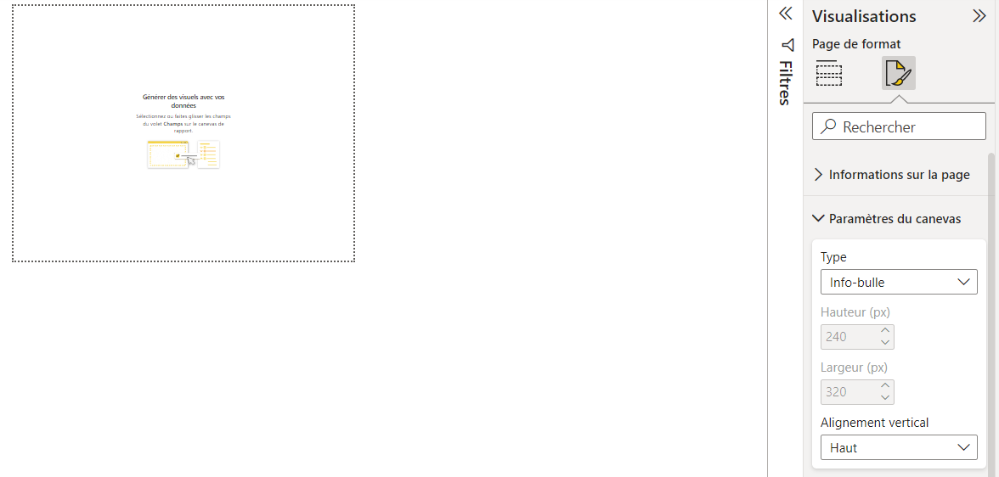 Générer des visuels avec vos
données
Sélectionnez ou faites glisser les champs
du volet Champs sur le canevas de
rapport.
Filtres
Visualisations
Page de format
Rechercher
Informations sur la page
Paramètres du canevas
Type
Info-bulle
Hauteur (px)
240
Largeur (px)
320
Alignement vertical
Haut